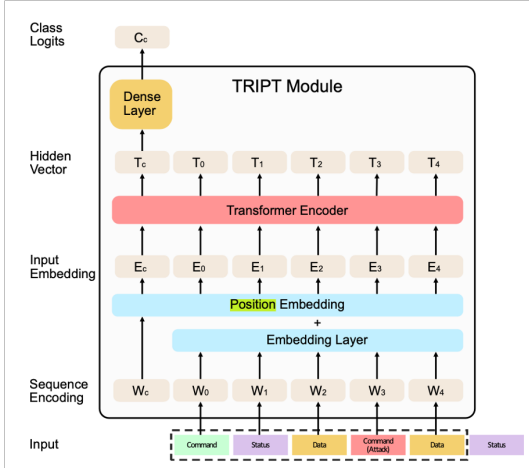 Class
Logits
Cc
TRIPT Module
Dense
Layer
Hidden
Vector
Tc T0 T1 T2 T3 T4
Transformer Encoder
Input
Embedding
Ec E0 E1 E2 E3 E4
Position Embedding
+
Embedding Layer
Sequence
Encoding
Wc W0 W1 W2 W3 W4
Input
Command Status Data Command (Attack) Data Status